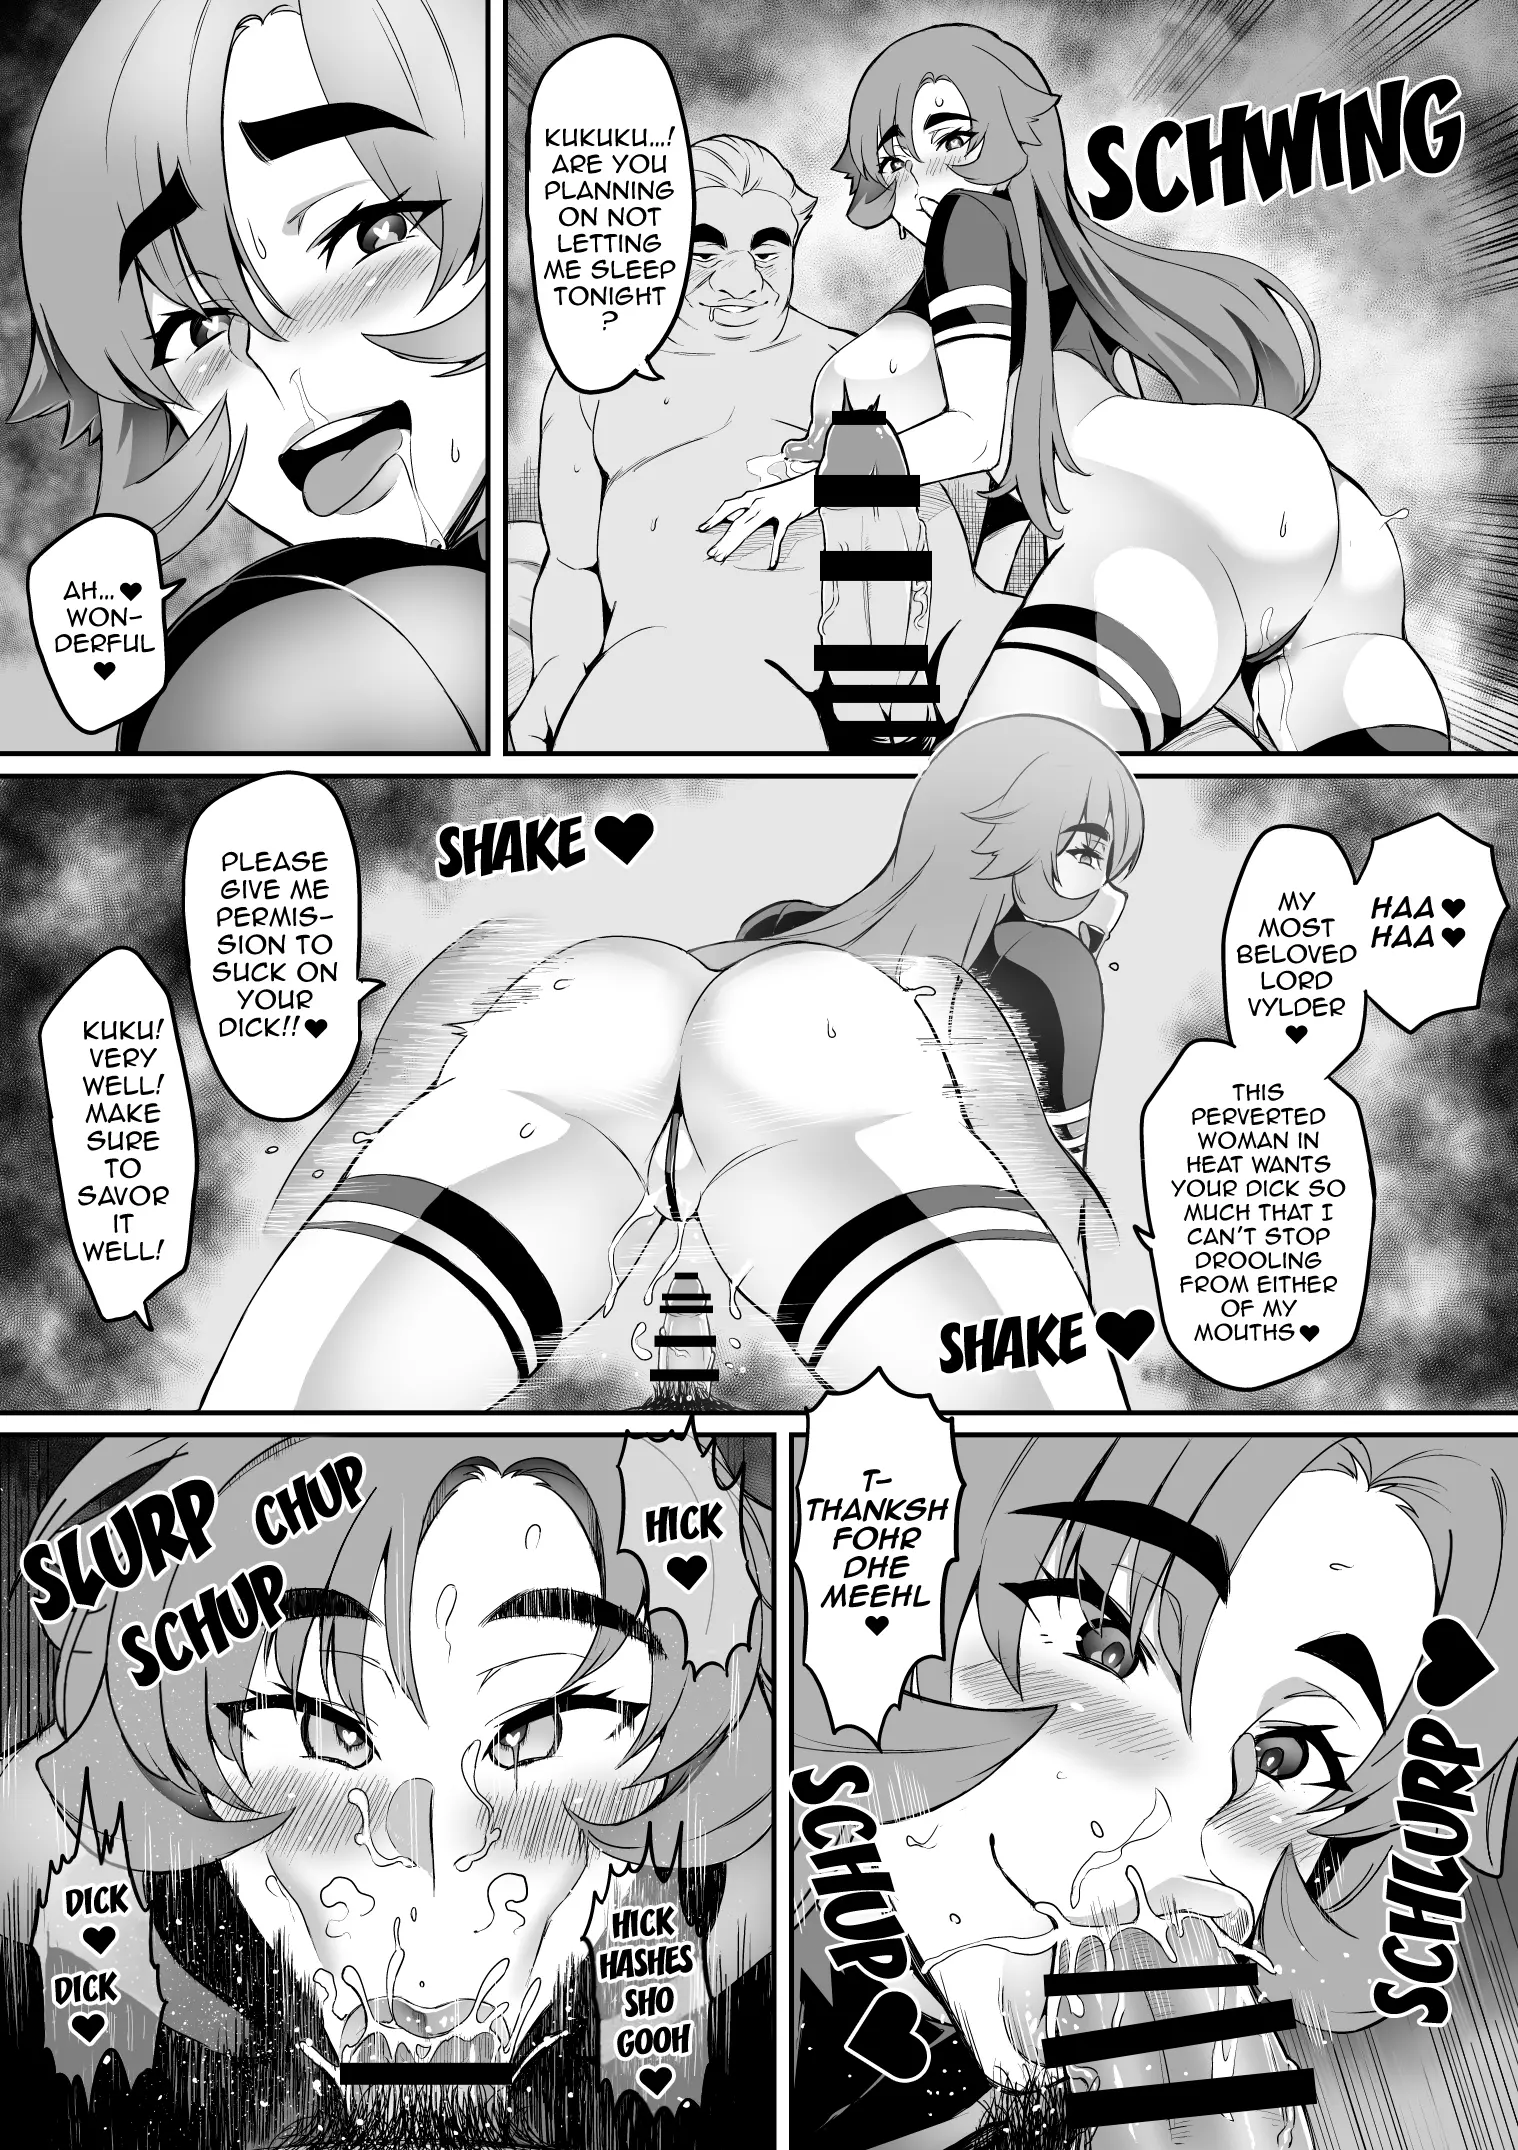 SCHWING
KUKUKU...!
ARE YOU
PLANNING
ON NOT
LETTING
ME SLEEP
TONIGHT
?
AH...♥
WON-
DERFUL
♥
HAA♥
HAA♥
MY
MOST
BELOVED
LORD
VYLDER
♥
THIS
PERVERTED
WOMAN IN
HEAT WANTS
YOUR DICK SO
MUCH THAT I
CAN'T STOP
DROOLING
FROM EITHER
OF MY
MOUTHS♥
SHAKE♥
SHAKE♥
PLEASE
GIVE ME
PERMIS-
SION TO
SUCK ON
YOUR
DICK!!♥
KUKU!
VERY
WELL!
MAKE
SURE
TO
SAVOR
IT
WELL!
T-
THANKSH
FOHR
DHE
MEEHL
♥
SCHLURP♥
SCHUP♥
HICK
♥
SLURP
CHUP
SCHUP
HICK
HASHES
SHO
GOOH
♥
DICK
♥
DICK
♥